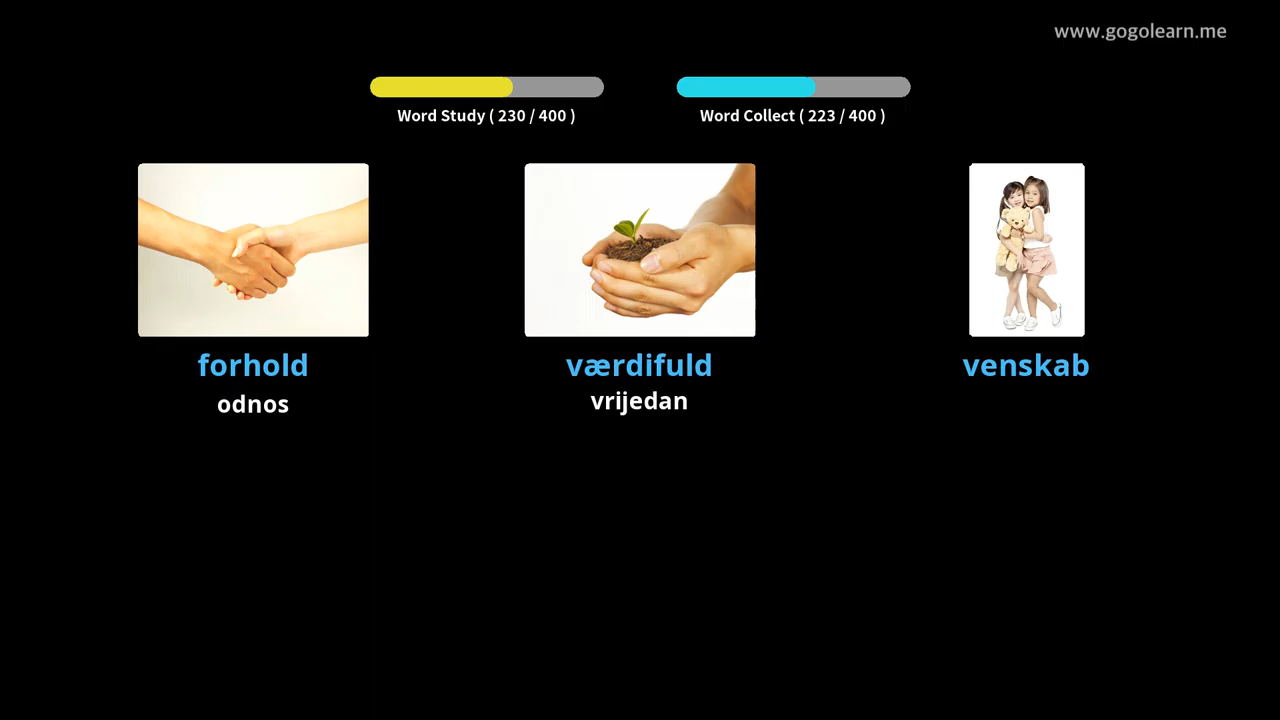 www.gogolearn.me
Word Study ( 230 / 400 )
Word Collect ( 223 / 400 )
forhold
værdifuld
venskab
odnos
vrijedan